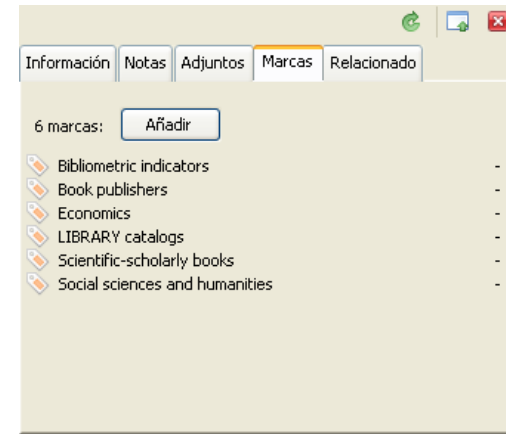 Información Notas Adjuntos Marcas Relacionado
6 marcas: Añadir
Bibliometric indicators -
Book publishers -
Economics -
LIBRARY catalogs -
Scientific-scholarly books -
Social sciences and humanities -